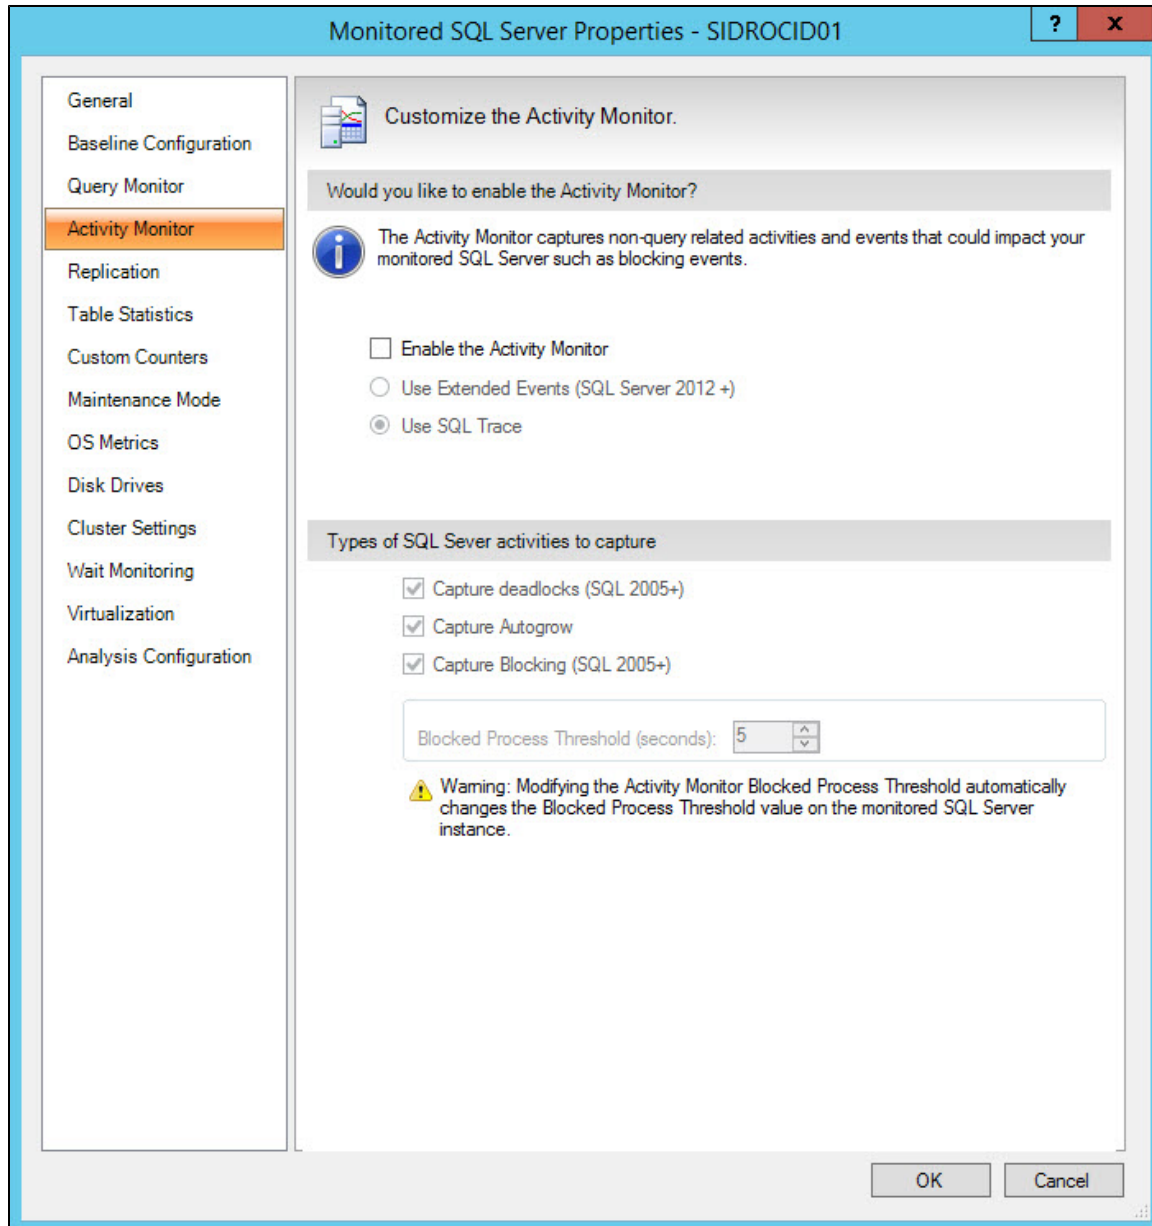 Monitored SQL Server Properties - SIDROCID01
?
x
General
Baseline Configuration
Query Monitor
Activity Monitor
Replication
Table Statistics
Custom Counters
Maintenance Mode
OS Metrics
Disk Drives
Cluster Settings
Wait Monitoring
Virtualization
Analysis Configuration
Customize the Activity Monitor.
Would you like to enable the Activity Monitor?
The Activity Monitor captures non-query related activities and events that could impact your
monitored SQL Server such as blocking events.
Enable the Activity Monitor
Use Extended Events (SQL Server 2012 +)
Use SQL Trace
Types of SQL Sever activities to capture
Capture deadlocks (SQL 2005+)
Capture Autogrow
Capture Blocking (SQL 2005+)
Blocked Process Threshold (seconds): 5
Warning: Modifying the Activity Monitor Blocked Process Threshold automatically
changes the Blocked Process Threshold value on the monitored SQL Server
instance.
OK
Cancel